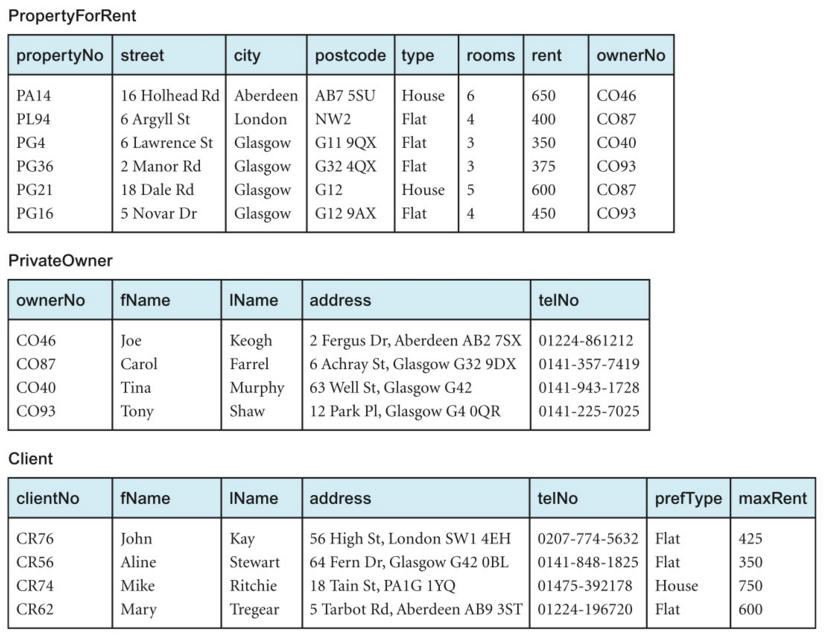 PropertyForRent
propertyNo street city postcode type rooms rent ownerNo
PA14 16 Holhead Rd Aberdeen AB7 5SU House 6 650 CO46
PL94 6 Argyll St London NW2 Flat 4 400 CO87
PG4 6 Lawrence St Glasgow G11 9QX Flat 3 350 CO40
PG36 2 Manor Rd Glasgow G32 4QX Flat 3 375 CO93
PG21 18 Dale Rd Glasgow G12 House 5 600 CO87
PG16 5 Novar Dr Glasgow G12 9AX Flat 4 450 CO93
PrivateOwner
ownerNo fName lName address telNo
CO46 Joe Keogh 2 Fergus Dr, Aberdeen AB2 7SX 01224-861212
CO87 Carol Farrel 6 Achray St, Glasgow G32 9DX 0141-357-7419
CO40 Tina Murphy 63 Well St, Glasgow G42 0141-943-1728
CO93 Tony Shaw 12 Park Pl, Glasgow G4 0QR 0141-225-7025
Client
clientNo fName lName address telNo prefType maxRent
CR76 John Kay 56 High St, London SW1 4EH 0207-774-5632 Flat 425
CR56 Aline Stewart 64 Fern Dr, Glasgow G42 0BL 0141-848-1825 Flat 350
CR74 Mike Ritchie 18 Tain St, PA1G 1YQ 01475-392178 House 750
CR62 Mary Tregear 5 Tarbot Rd, Aberdeen AB9 3ST 01224-196720 Flat 600